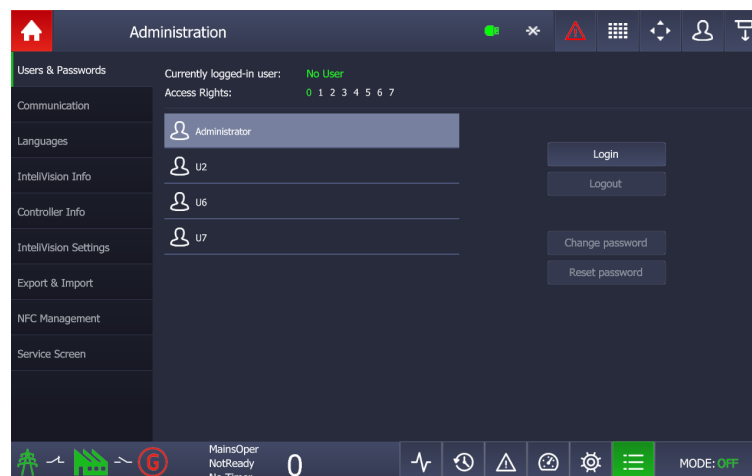 Administration
Users & Passwords
Communication
Languages
InteliVision Info
Controller Info
InteliVision Settings
Export & Import
NFC Management
Service Screen
Currently logged-in user: No User
Access Rights: 0 1 2 3 4 5 6 7
Administrator
U2
U6
U7
Login
Logout
Change password
Reset password
G
MainsOper
NotReady
No Timer
0
MODE: OFF